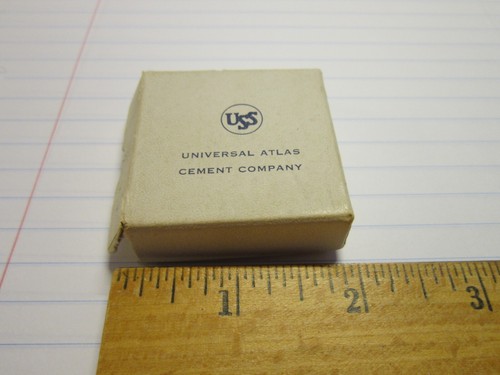 USS
UNIVERSAL ATLAS
CEMENT COMPANY
1 2 3